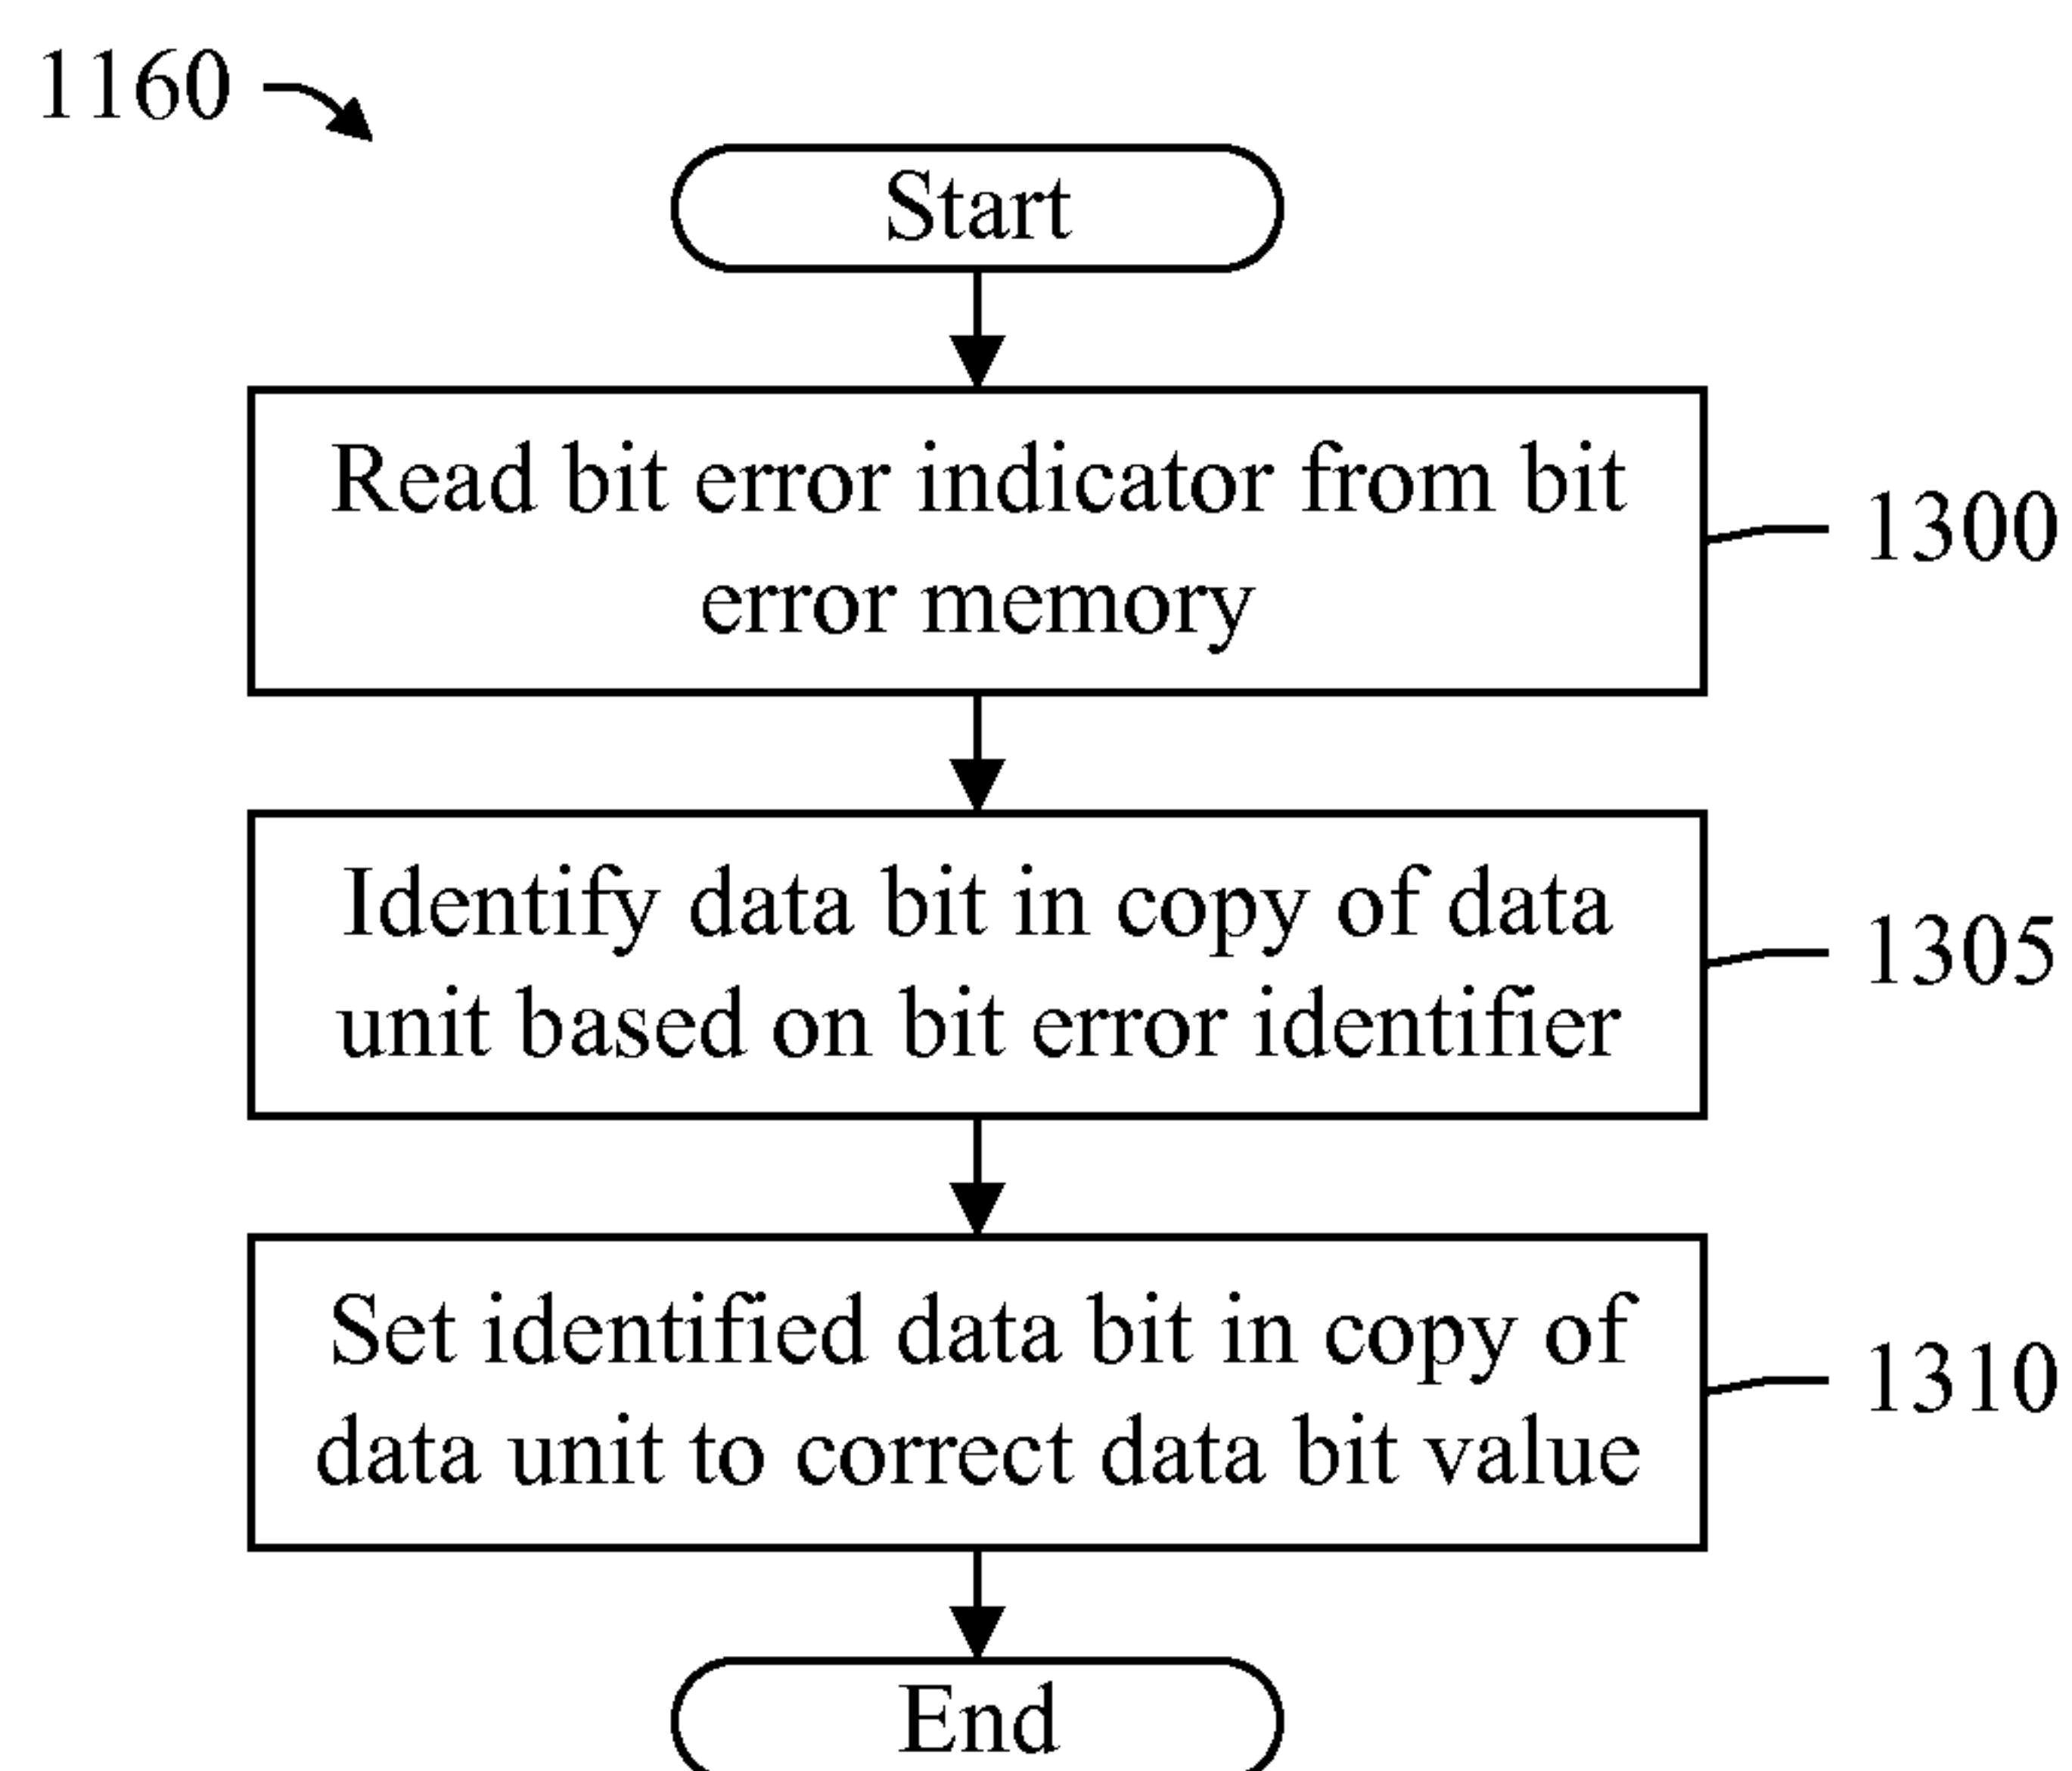 1160
Start
Read bit error indicator from bit
error memory
1300
Identify data bit in copy of data
unit based on bit error identifier
1305
Set identified data bit in copy of
data unit to correct data bit value
1310
End